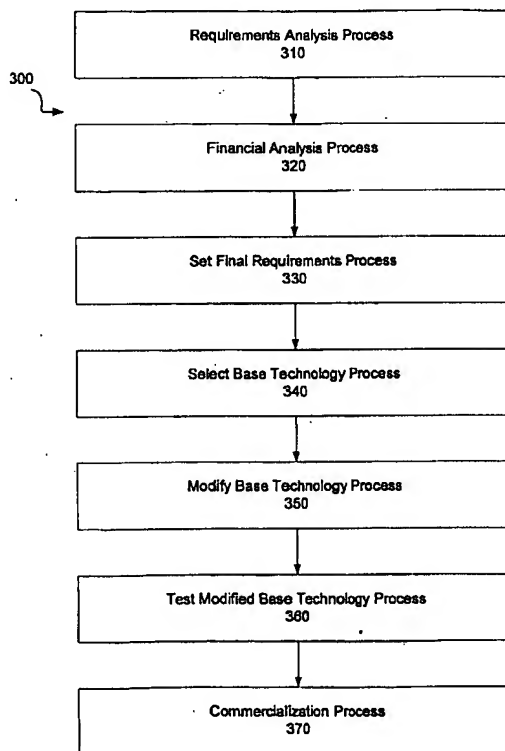 Requirements Analysis Process
310
300
Financial Analysis Process
320
Set Final Requirements Process
330
Select Base Technology Process
340
Modify Base Technology Process
350
Test Modified Base Technology Process
360
Commercialization Process
370